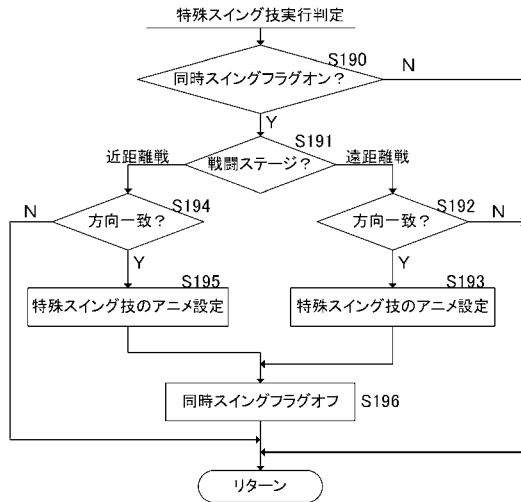 特殊スイング技実行判定
S190
同時スイングフラグオン？
N
Y
S191
戦闘ステージ？
近距離戦
遠距離戦
N
S194
方向一致？
Y
S192
方向一致？
N
Y
S195
特殊スイング技のアニメ設定
S193
特殊スイング技のアニメ設定
同時スイングフラグオフ
S196
リターン